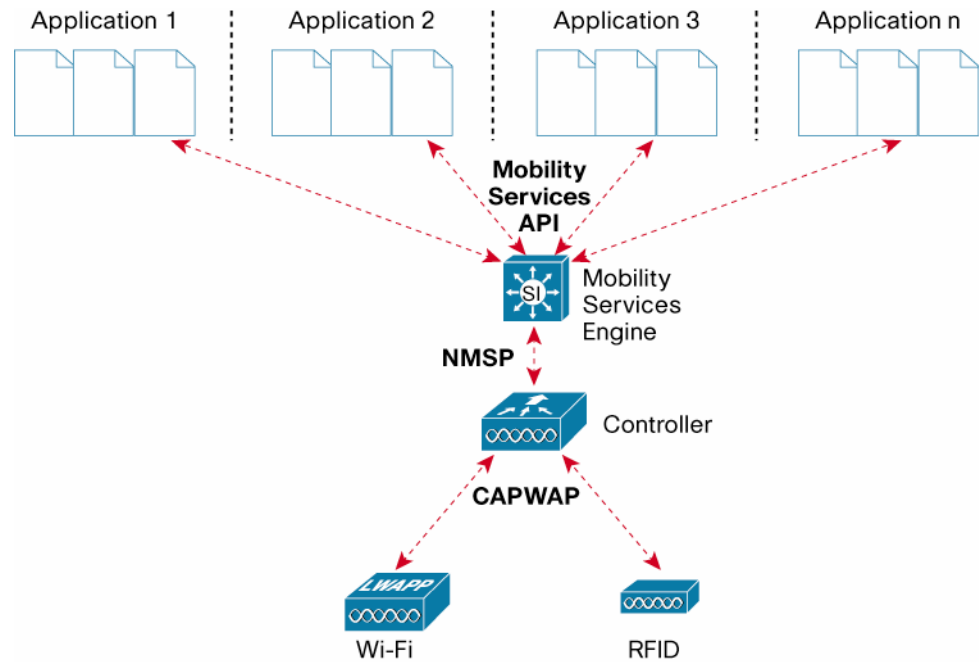 Application 1
Application 2
Application 3
Application n
Mobility
Services
API
SI
Mobility
Services
Engine
NMSP
Controller
CAPWAP
LWAPP
Wi-Fi
RFID